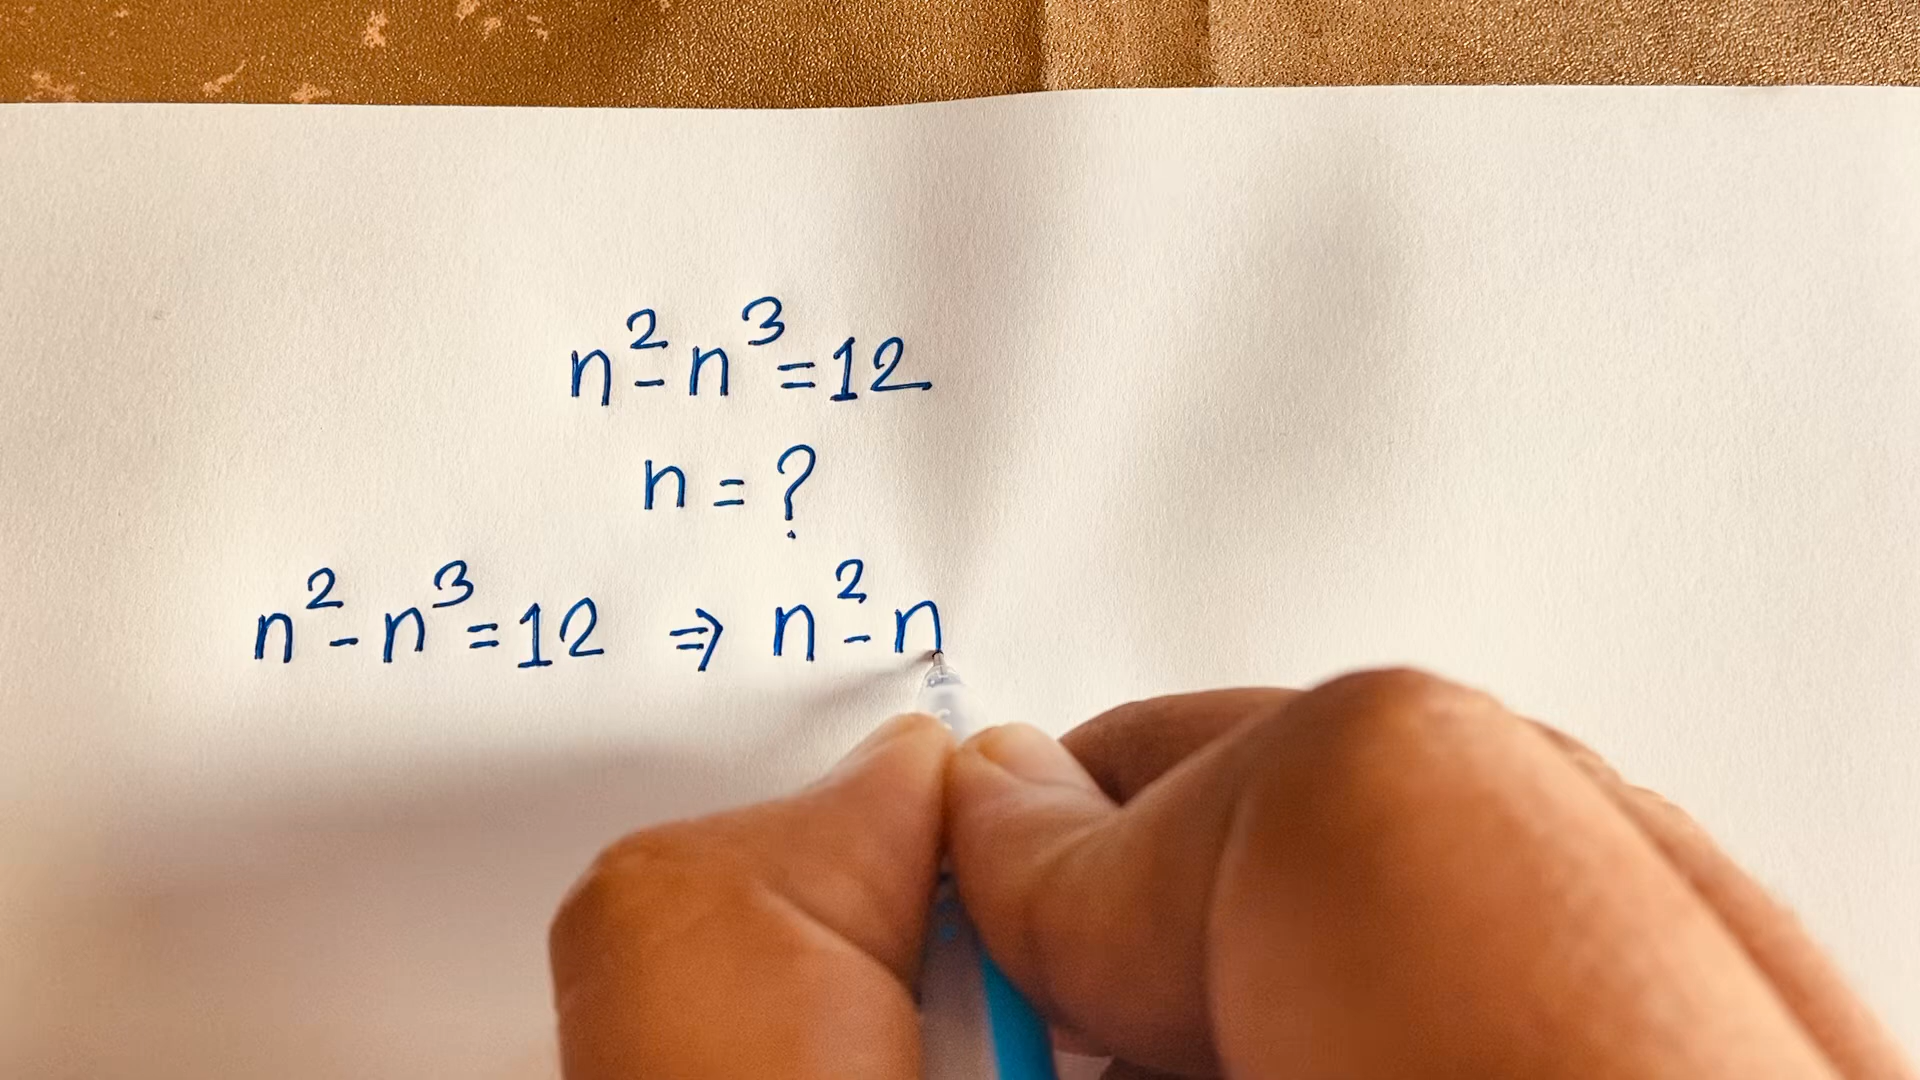 n² - n³ = 12
n = ?
n² - n³ = 12 ⇒ n² - n